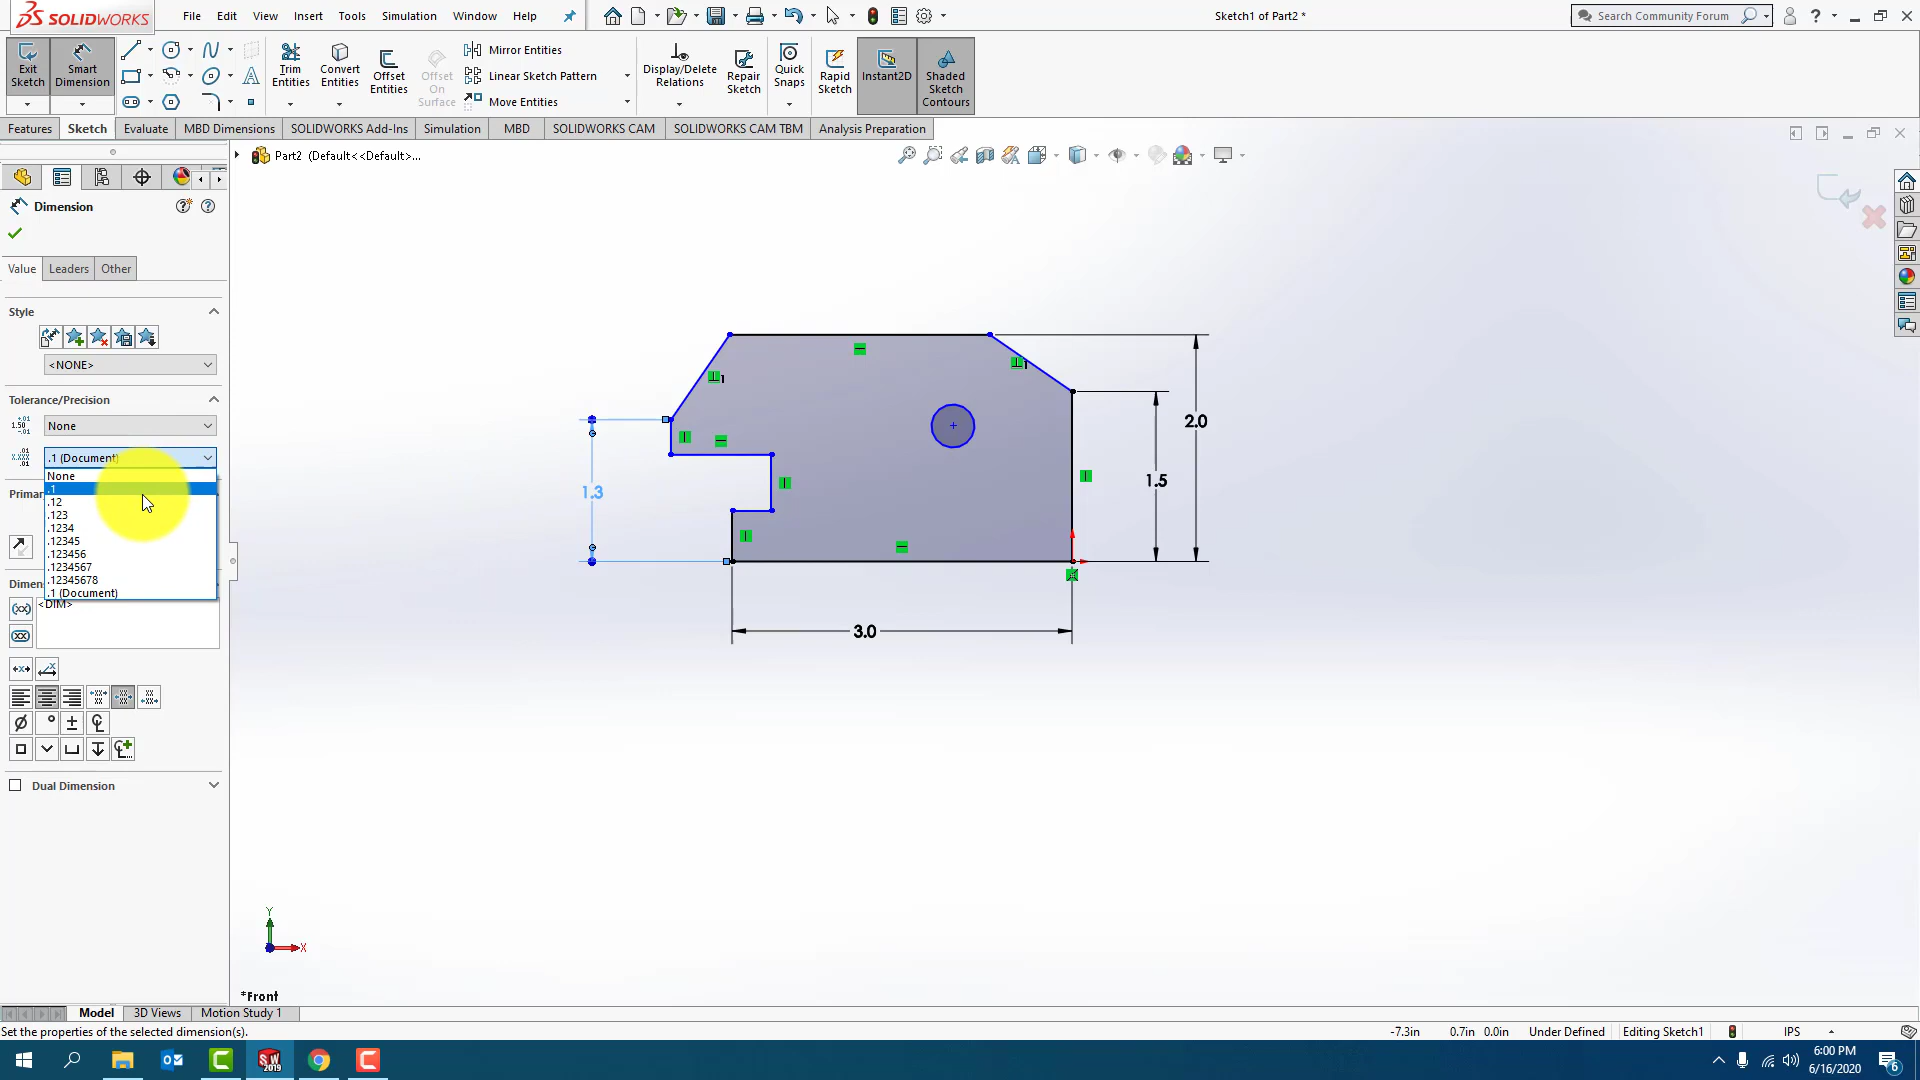 SOLIDWORKS File Edit View Insert Tools Simulation Window Help Sketch1 of Part2 * Search Community Forum
Exit Sketch Smart Dimension Trim Entities Convert Entities Offset Entities Offset On Surface Mirror Entities Linear Sketch Pattern Move Entities Display/Delete Relations Repair Sketch Quick Snaps Rapid Sketch Instant2D Shaded Sketch Contours
Features Sketch Evaluate MBD Dimensions SOLIDWORKS Add-Ins Simulation MBD SOLIDWORKS CAM SOLIDWORKS CAM TBM Analysis Preparation
Part2 (Default<<Default>...
Dimension
Value Leaders Other
Style
<NONE>
Tolerance/Precision
None
.1 (Document)
None
.1
.12
.123
.1234
.12345
.123456
.1234567
.12345678
.1 (Document)
Primar
Dimen
<DIM>
Dual Dimension
1
1
2.0
1.5
1.3
3.0
Y
X
*Front
Model 3D Views Motion Study 1
Set the properties of the selected dimension(s). -7.3in 0.7in 0.0in Under Defined Editing Sketch1 IPS
SW 2019
6:00 PM
6/16/2020
6